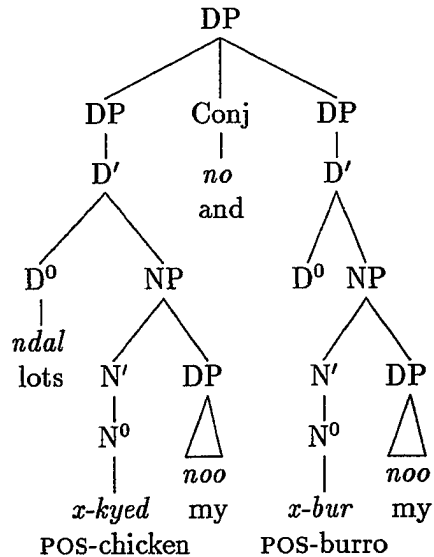 DP
DP Conj DP
D′ no D′
and
D⁰ NP D⁰ NP
ndal
lots N′ DP N′ DP
N⁰ N⁰
noo noo
x-kyed my x-bur my
POS-chicken POS-burro